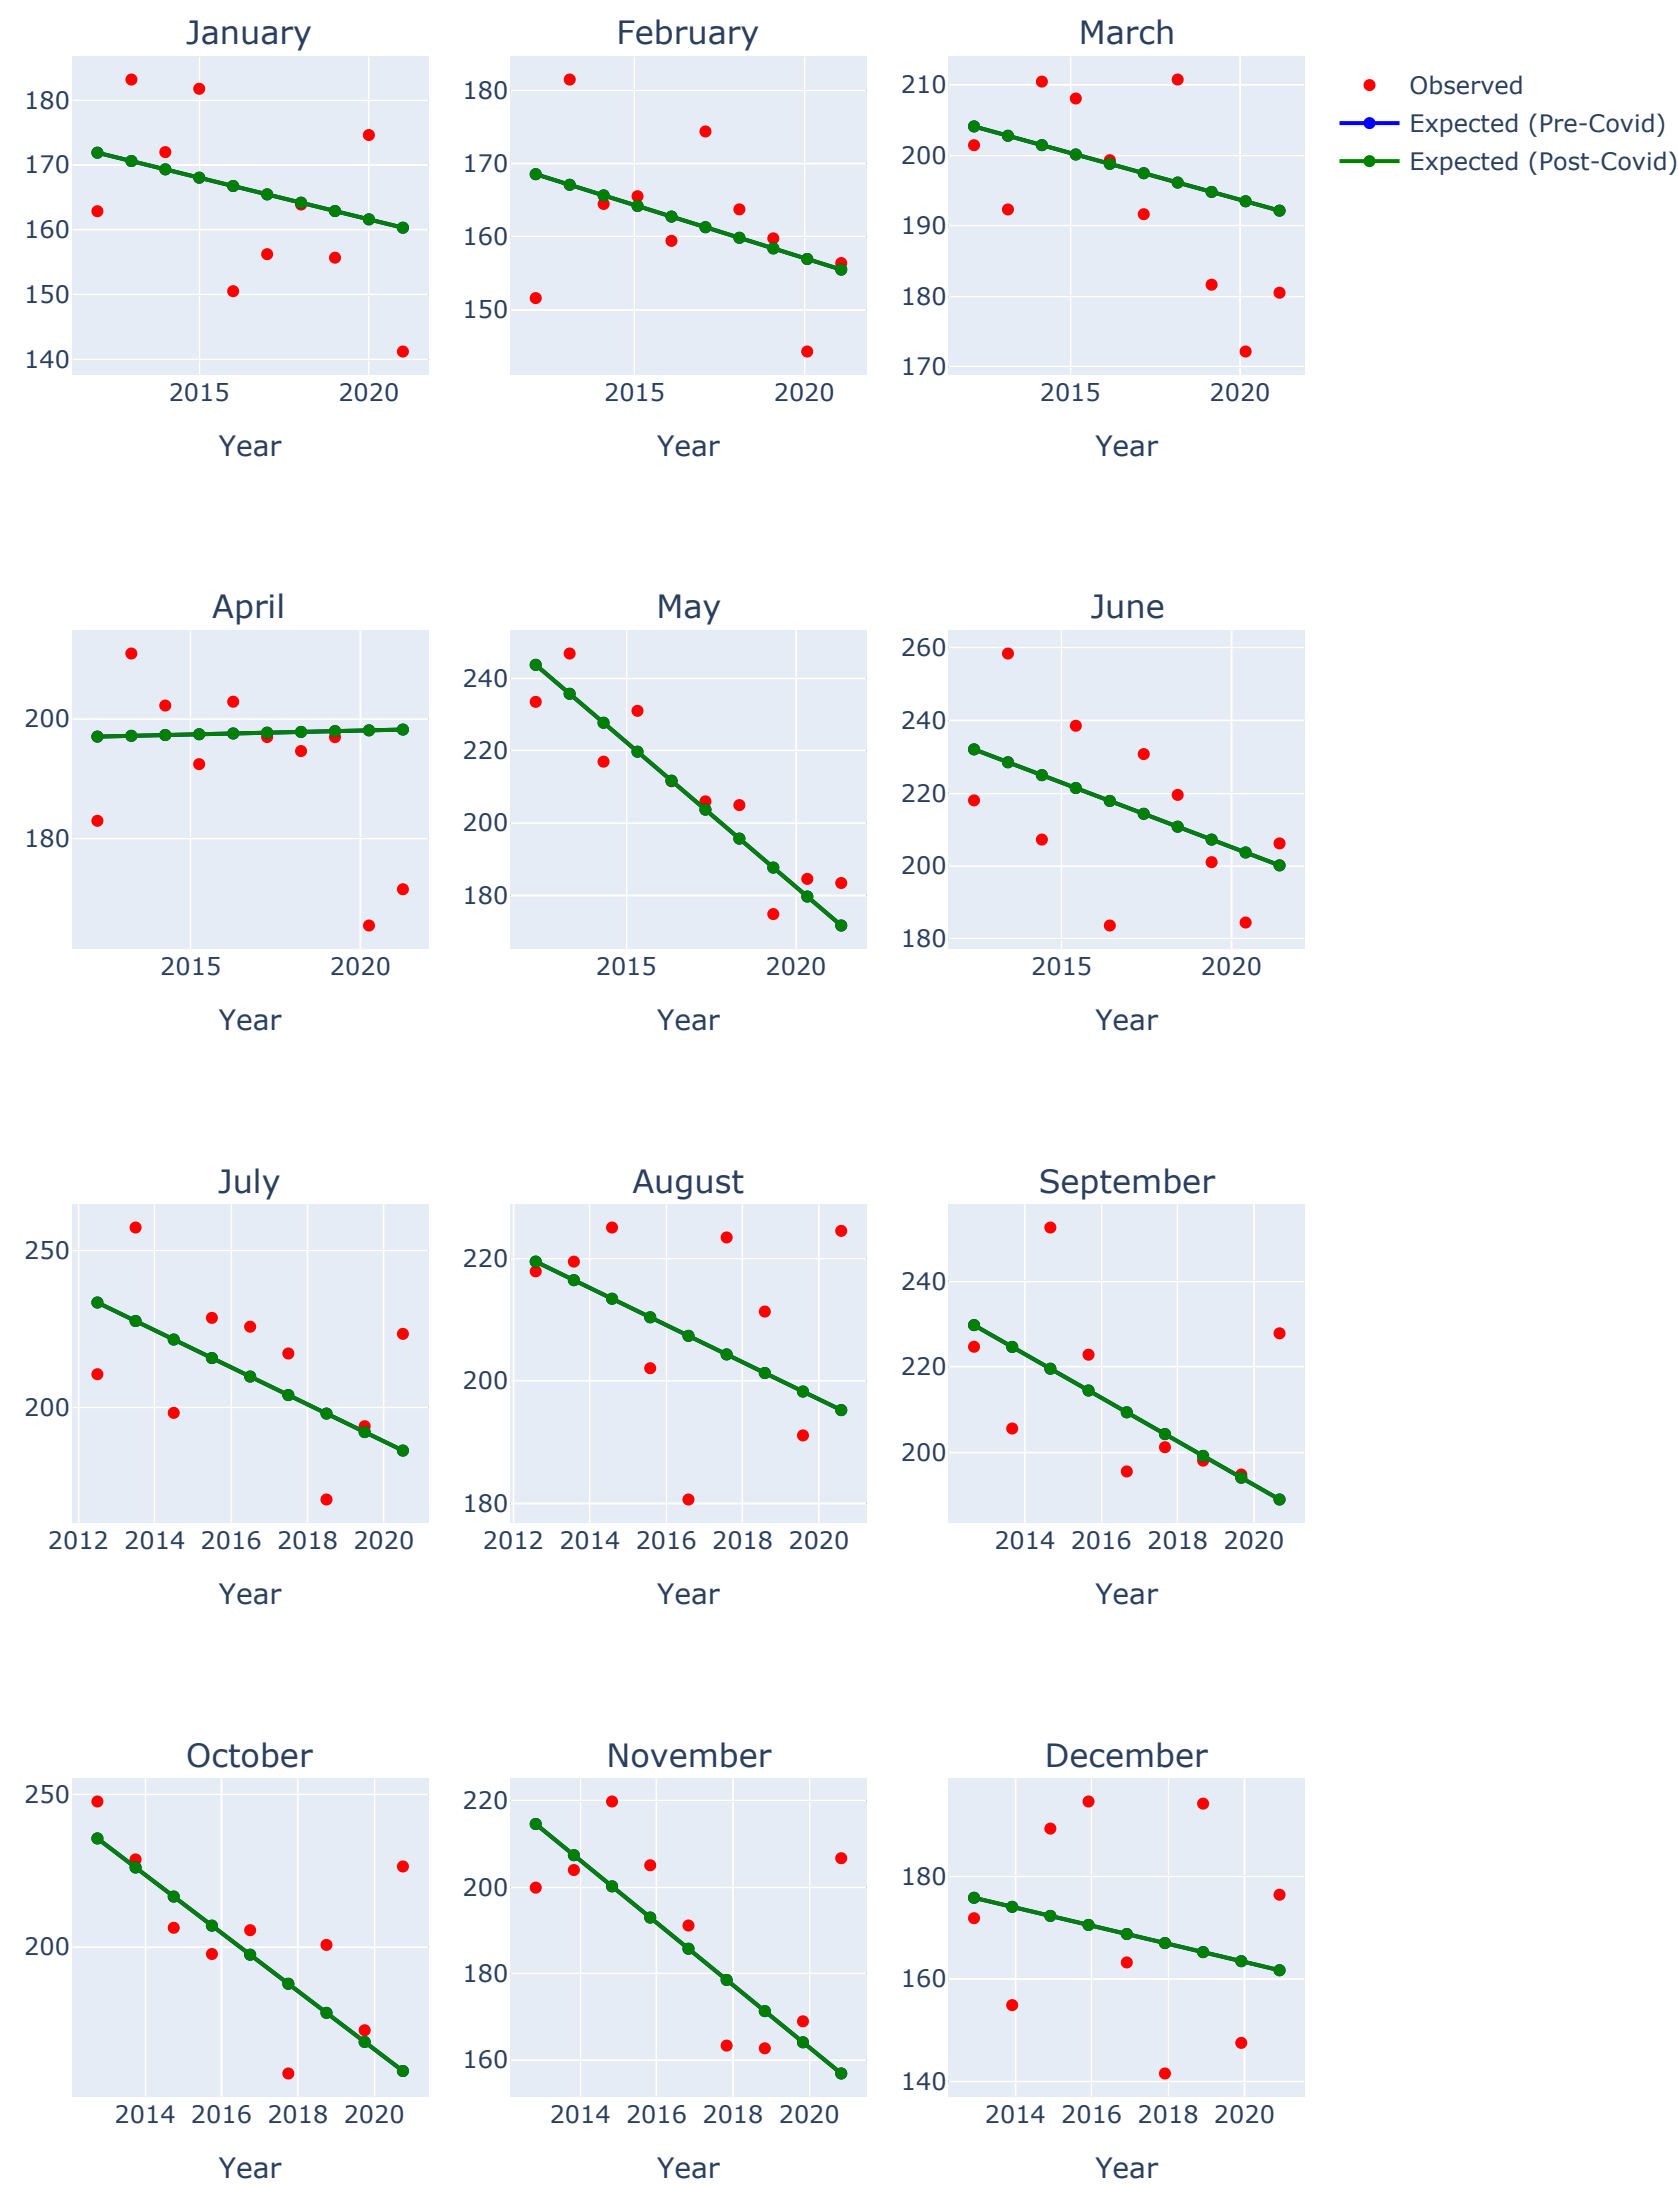 January February March
180
170
160
150
140
2015 2020
Year
180
170
160
150
2015 2020
Year
210
200
190
180
170
2015 2020
Year
Observed
Expected (Pre-Covid)
Expected (Post-Covid)
April May June
200
180
2015 2020
Year
240
220
200
180
2015 2020
Year
260
240
220
200
180
2015 2020
Year
July August September
250
200
2012 2014 2016 2018 2020
Year
220
200
180
2012 2014 2016 2018 2020
Year
240
220
200
2014 2016 2018 2020
Year
October November December
250
200
2014 2016 2018 2020
Year
220
200
180
160
2014 2016 2018 2020
Year
180
160
140
2014 2016 2018 2020
Year